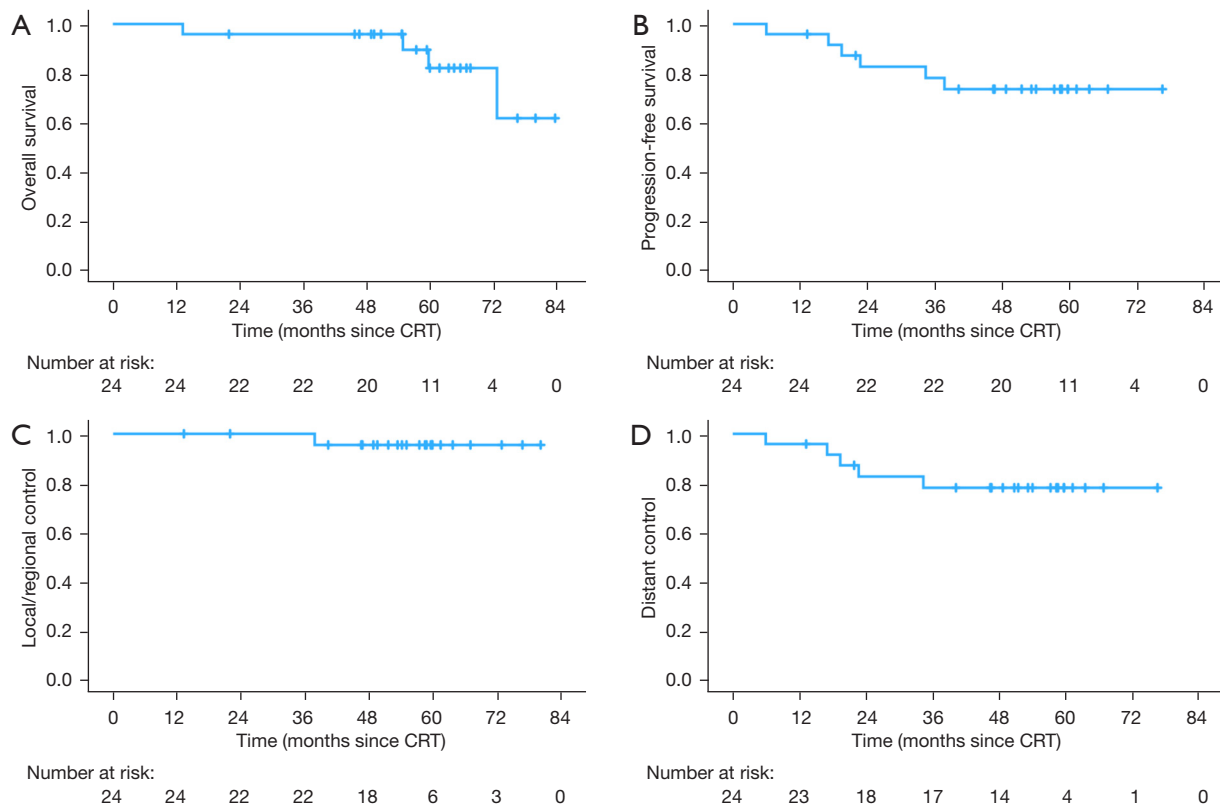 A
Overall survival
1.0
0.8
0.6
0.4
0.2
0.0
0 12 24 36 48 60 72 84
Time (months since CRT)
Number at risk:
24 24 22 22 20 11 4 0
B
Progression-free survival
1.0
0.8
0.6
0.4
0.2
0.0
0 12 24 36 48 60 72 84
Time (months since CRT)
Number at risk:
24 24 22 22 20 11 4 0
C
Local/regional control
1.0
0.8
0.6
0.4
0.2
0.0
0 12 24 36 48 60 72 84
Time (months since CRT)
Number at risk:
24 24 22 22 18 6 3 0
D
Distant control
1.0
0.8
0.6
0.4
0.2
0.0
0 12 24 36 48 60 72 84
Time (months since CRT)
Number at risk:
24 23 18 17 14 4 1 0